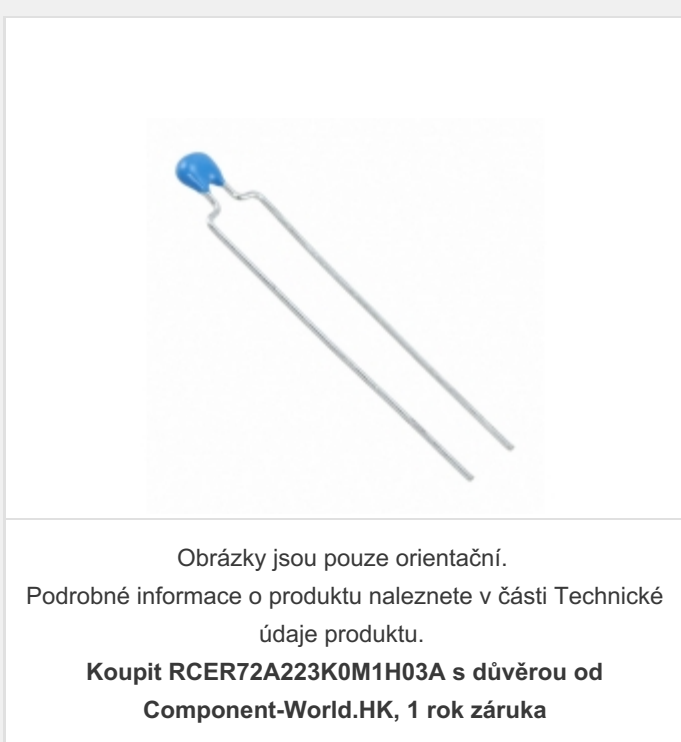 Obrázky jsou pouze orientační.
Podrobné informace o produktu naleznete v části Technické
údaje produktu.
Koupit RCER72A223K0M1H03A s důvěrou od
Component-World.HK, 1 rok záruka